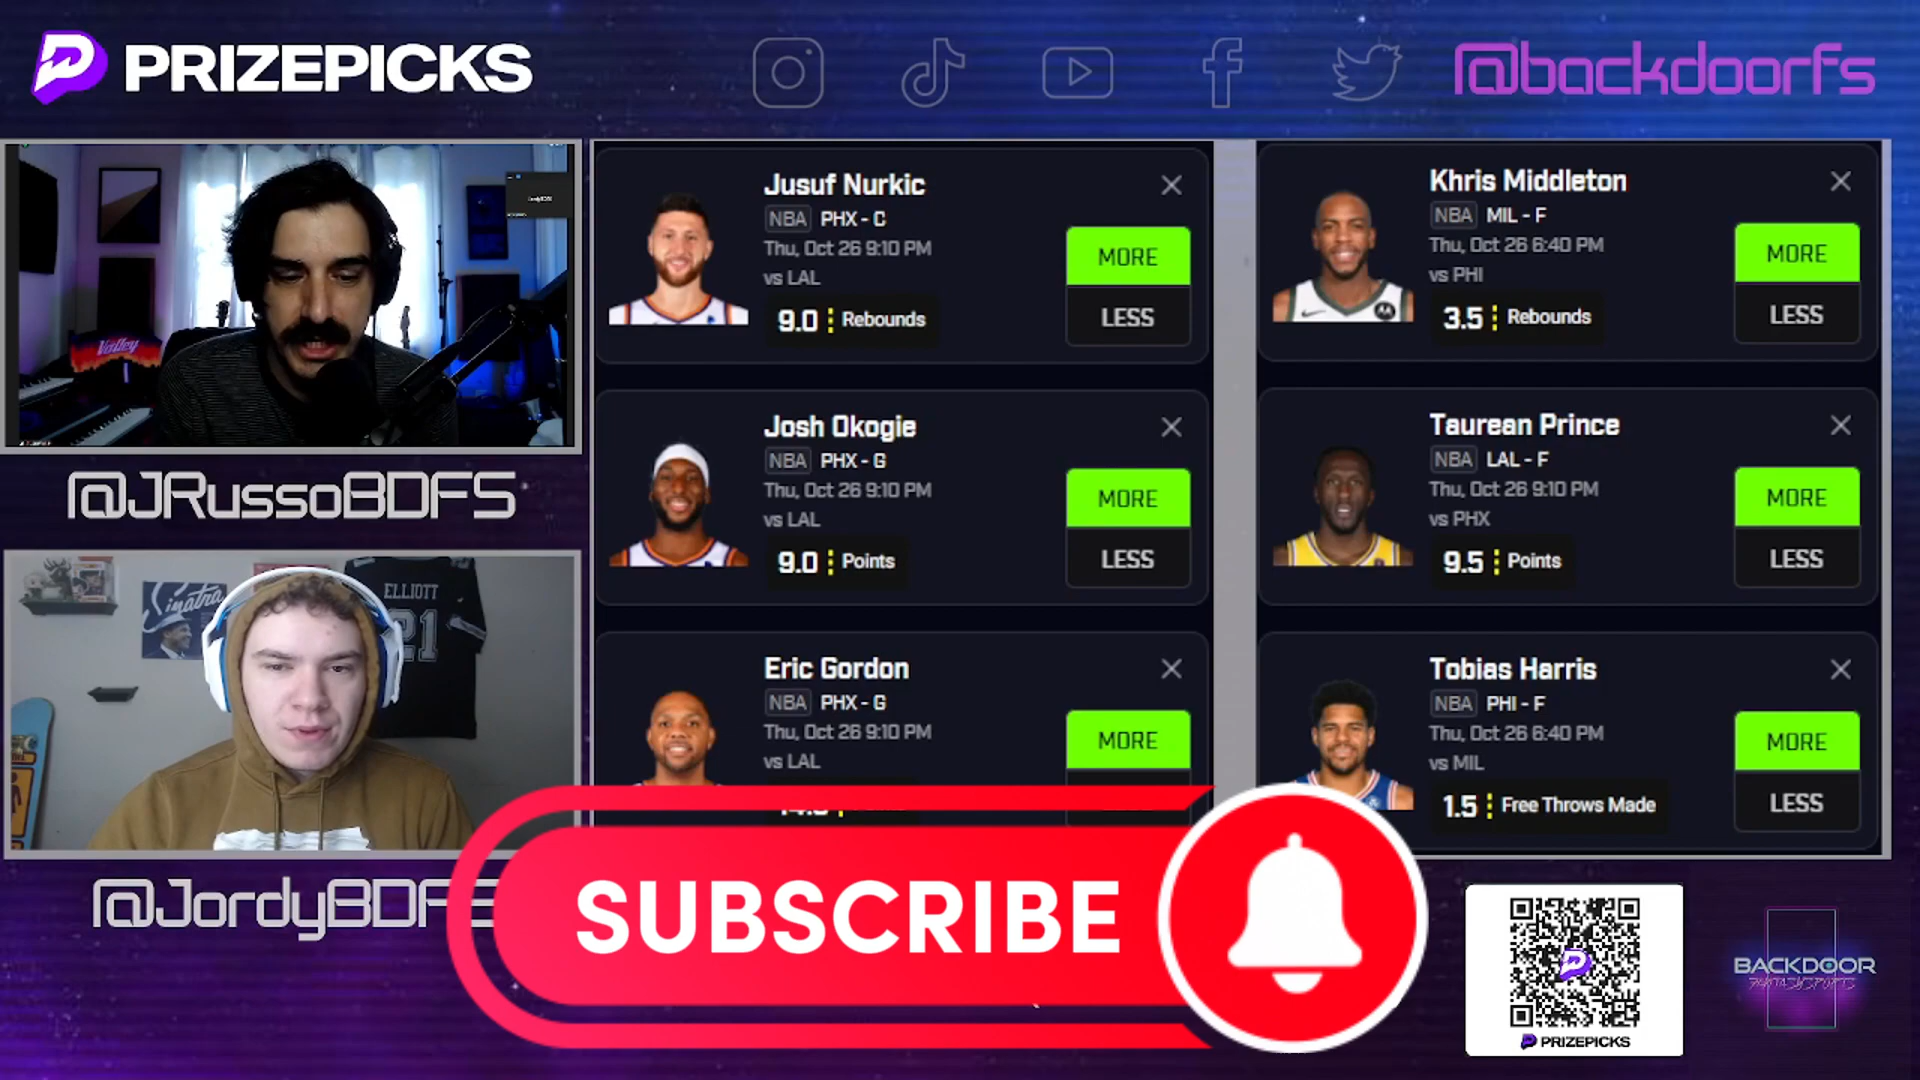 PRIZEPICKS
@backdoorfs
Valley
@JRussoBDFS
Sinatra
ELLIOTT
21
@JordyBDFS
Jusuf Nurkic
NBA PHX - C
Thu, Oct 26 9:10 PM
vs LAL
9.0 Rebounds
MORE
LESS
Josh Okogie
NBA PHX - G
Thu, Oct 26 9:10 PM
vs LAL
9.0 Points
MORE
LESS
Eric Gordon
NBA PHX - G
Thu, Oct 26 9:10 PM
vs LAL
MORE
Khris Middleton
NBA MIL - F
Thu, Oct 26 6:40 PM
vs PHI
3.5 Rebounds
MORE
LESS
Taurean Prince
NBA LAL - F
Thu, Oct 26 9:10 PM
vs PHX
9.5 Points
MORE
LESS
Tobias Harris
NBA PHI - F
Thu, Oct 26 6:40 PM
vs MIL
1.5 Free Throws Made
MORE
LESS
SUBSCRIBE
PRIZEPICKS
BACKDOOR
FANTASY SPORTS